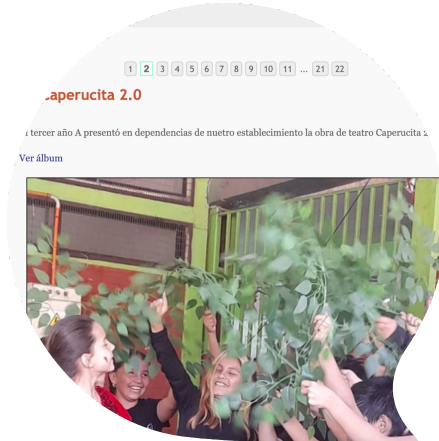 1 2 3 4 5 6 7 8 9 10 11 ... 21 22
aperucita 2.0
tercer año A presentó en dependencias de nuetro establecimiento la obra de teatro Caperucita
Ver álbum